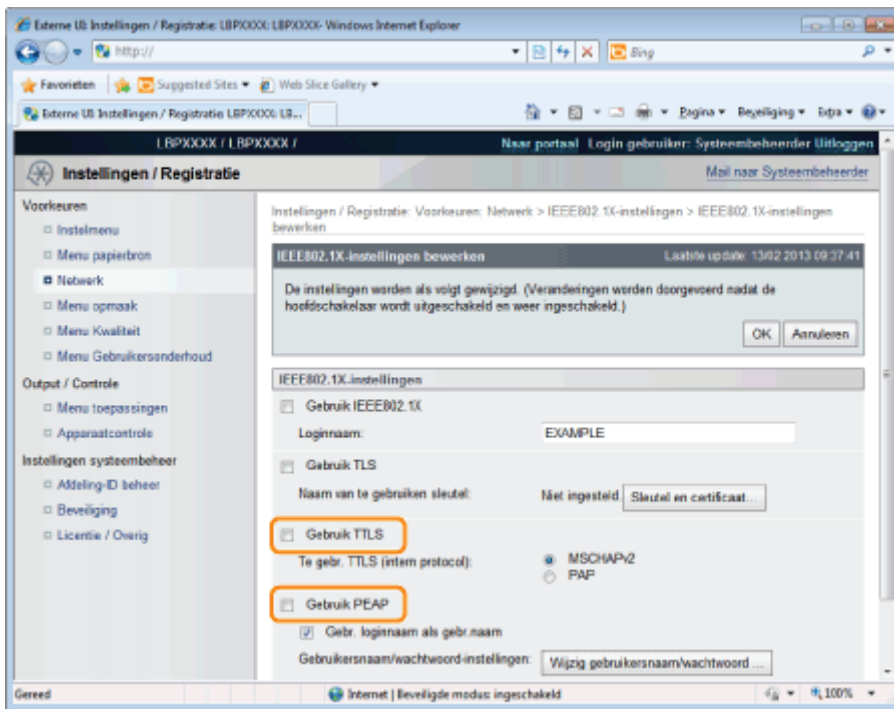 Externe UI: Instellingen / Registratie: LBPXXXX: LBPXXXX- Windows Internet Explorer
http://
Bing
Favorieten Suggested Sites Web Slice Gallery
Externe UI: Instellingen / Registratie: LBPXXXX: LB...
Pagina Beveiliging Extra
LBPXXXX / LBPXXXX /
Naar portaal Login gebruiker: Systeembeheerder Uitloggen
Instellingen / Registratie
Mail naar Systeembeheerder
Voorkeuren
Instelmenu
Menu papierbron
Netwerk
Menu opmaak
Menu Kwaliteit
Menu Gebruikersonderhoud
Output / Controle
Menu toepassingen
Apparaatcontrole
Instellingen systeembeheer
Afdeling-ID beheer
Beveiliging
Licentie / Overig
Instellingen / Registratie: Voorkeuren: Netwerk > IEEE802.1X-instellingen > IEEE802.1X-instellingen
bewerken
IEEE802.1X-instellingen bewerken
Laatste update: 13/02 2013 09:37:41
De instellingen worden als volgt gewijzigd. (Veranderingen worden doorgevoerd nadat de
hoofdschakelaar wordt uitgeschakeld en weer ingeschakeld.)
OK Annuleren
IEEE802.1X-instellingen
Gebruik IEEE802.1X
Loginnaam: EXAMPLE
Gebruik TLS
Naam van te gebruiken sleutel: Niet ingesteld. Sleutel en certificaat...
Gebruik TTLS
Te gebr. TTLS (intern protocol): MSCHAPv2
PAP
Gebruik PEAP
Gebr. loginnaam als gebr.naam
Gebruikersnaam/wachtwoord-instellingen: Wijzig gebruikersnaam/wachtwoord ...
Gereed
Internet | Beveiligde modus: ingeschakeld
100%